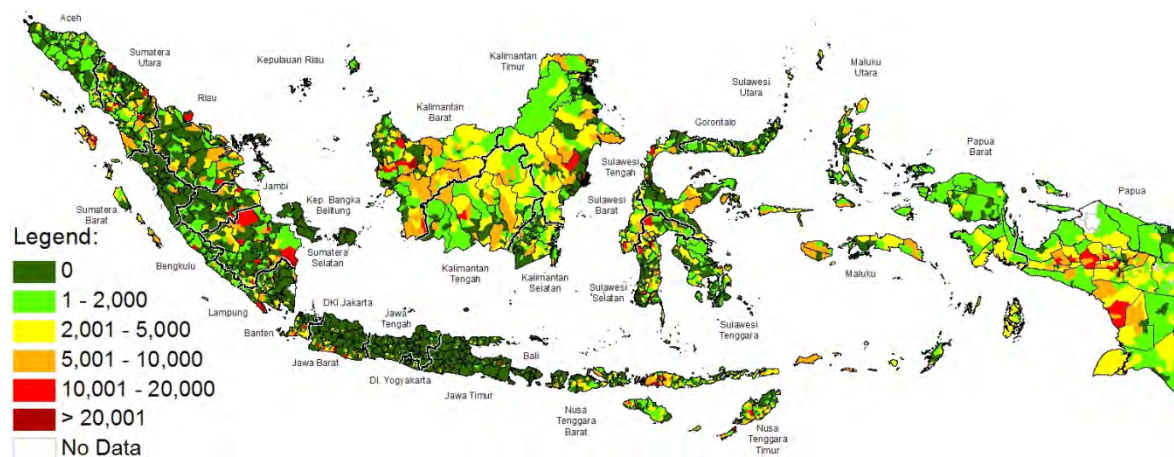 Aceh
Sumatera
Utara
Kepulauan Riau
Riau
Kalimantan
Timur
Kalimantan
Barat
Sulawesi
Utara
Maluku
Utara
Gorontalo
Papua
Barat
Papua
Sulawesi
Tengah
Jambi
Kep. Bangka
Belitung
Sulawesi
Barat
Sumatera
Barat
Legend:
0
1 - 2,000
2,001 - 5,000
5,001 - 10,000
10,001 - 20,000
> 20,001
No Data
Bengkulu
Sumatera
Selatan
Kalimantan
Tengah
Kalimantan
Selatan
Sulawesi
Selatan
Maluku
Lampung
DKI Jakarta
Jawa
Tengah
Sulawesi
Tenggara
Banten
Jawa Barat
Bali
DI. Yogyakarta
Jawa Timur
Nusa
Tenggara
Barat
Nusa
Tenggara
Timur